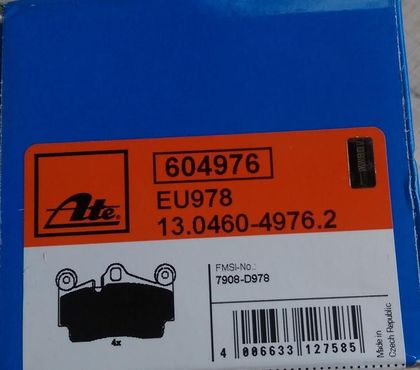 604976
Ate®
EU978
13.0460-4976.2
FMSI-No.:
7908-D978
4x
Made in
Czech Republic
4 006633 127585